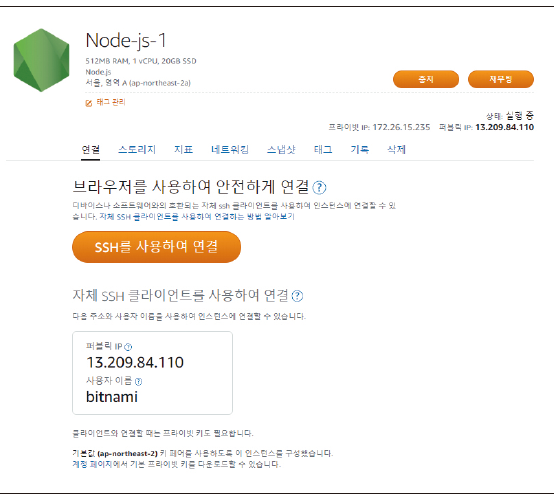 Node-js-1
512MB RAM, 1 vCPU, 20GB SSD
Node.js
서울, 영역 A (ap-northeast-2a)
태그 관리
중지
재부팅
상태: 실행 중
프라이빗 IP: 172.26.15.235 퍼블릭 IP: 13.209.84.110
연결 스토리지 지표 네트워킹 스냅샷 태그 기록 삭제
브라우저를 사용하여 안전하게 연결 ?
디바이스나 소프트웨어와의 호환되는 자체 ssh 클라이언트를 사용하여 인스턴스에 연결할 수 있
습니다. 자체 SSH 클라이언트를 사용하여 연결하는 방법 알아보기
SSH를 사용하여 연결
자체 SSH 클라이언트를 사용하여 연결 ?
다음 주소와 사용자 이름을 사용하여 인스턴스에 연결할 수 있습니다.
퍼블릭 IP ?
13.209.84.110
사용자 이름 ?
bitnami
클라이언트와 연결할 때는 프라이빗 키도 필요합니다.
기본값 (ap-northeast-2) 키 페어를 사용하도록 이 인스턴스를 구성했습니다.
계정 페이지에서 기본 프라이빗 키를 다운로드할 수 있습니다.